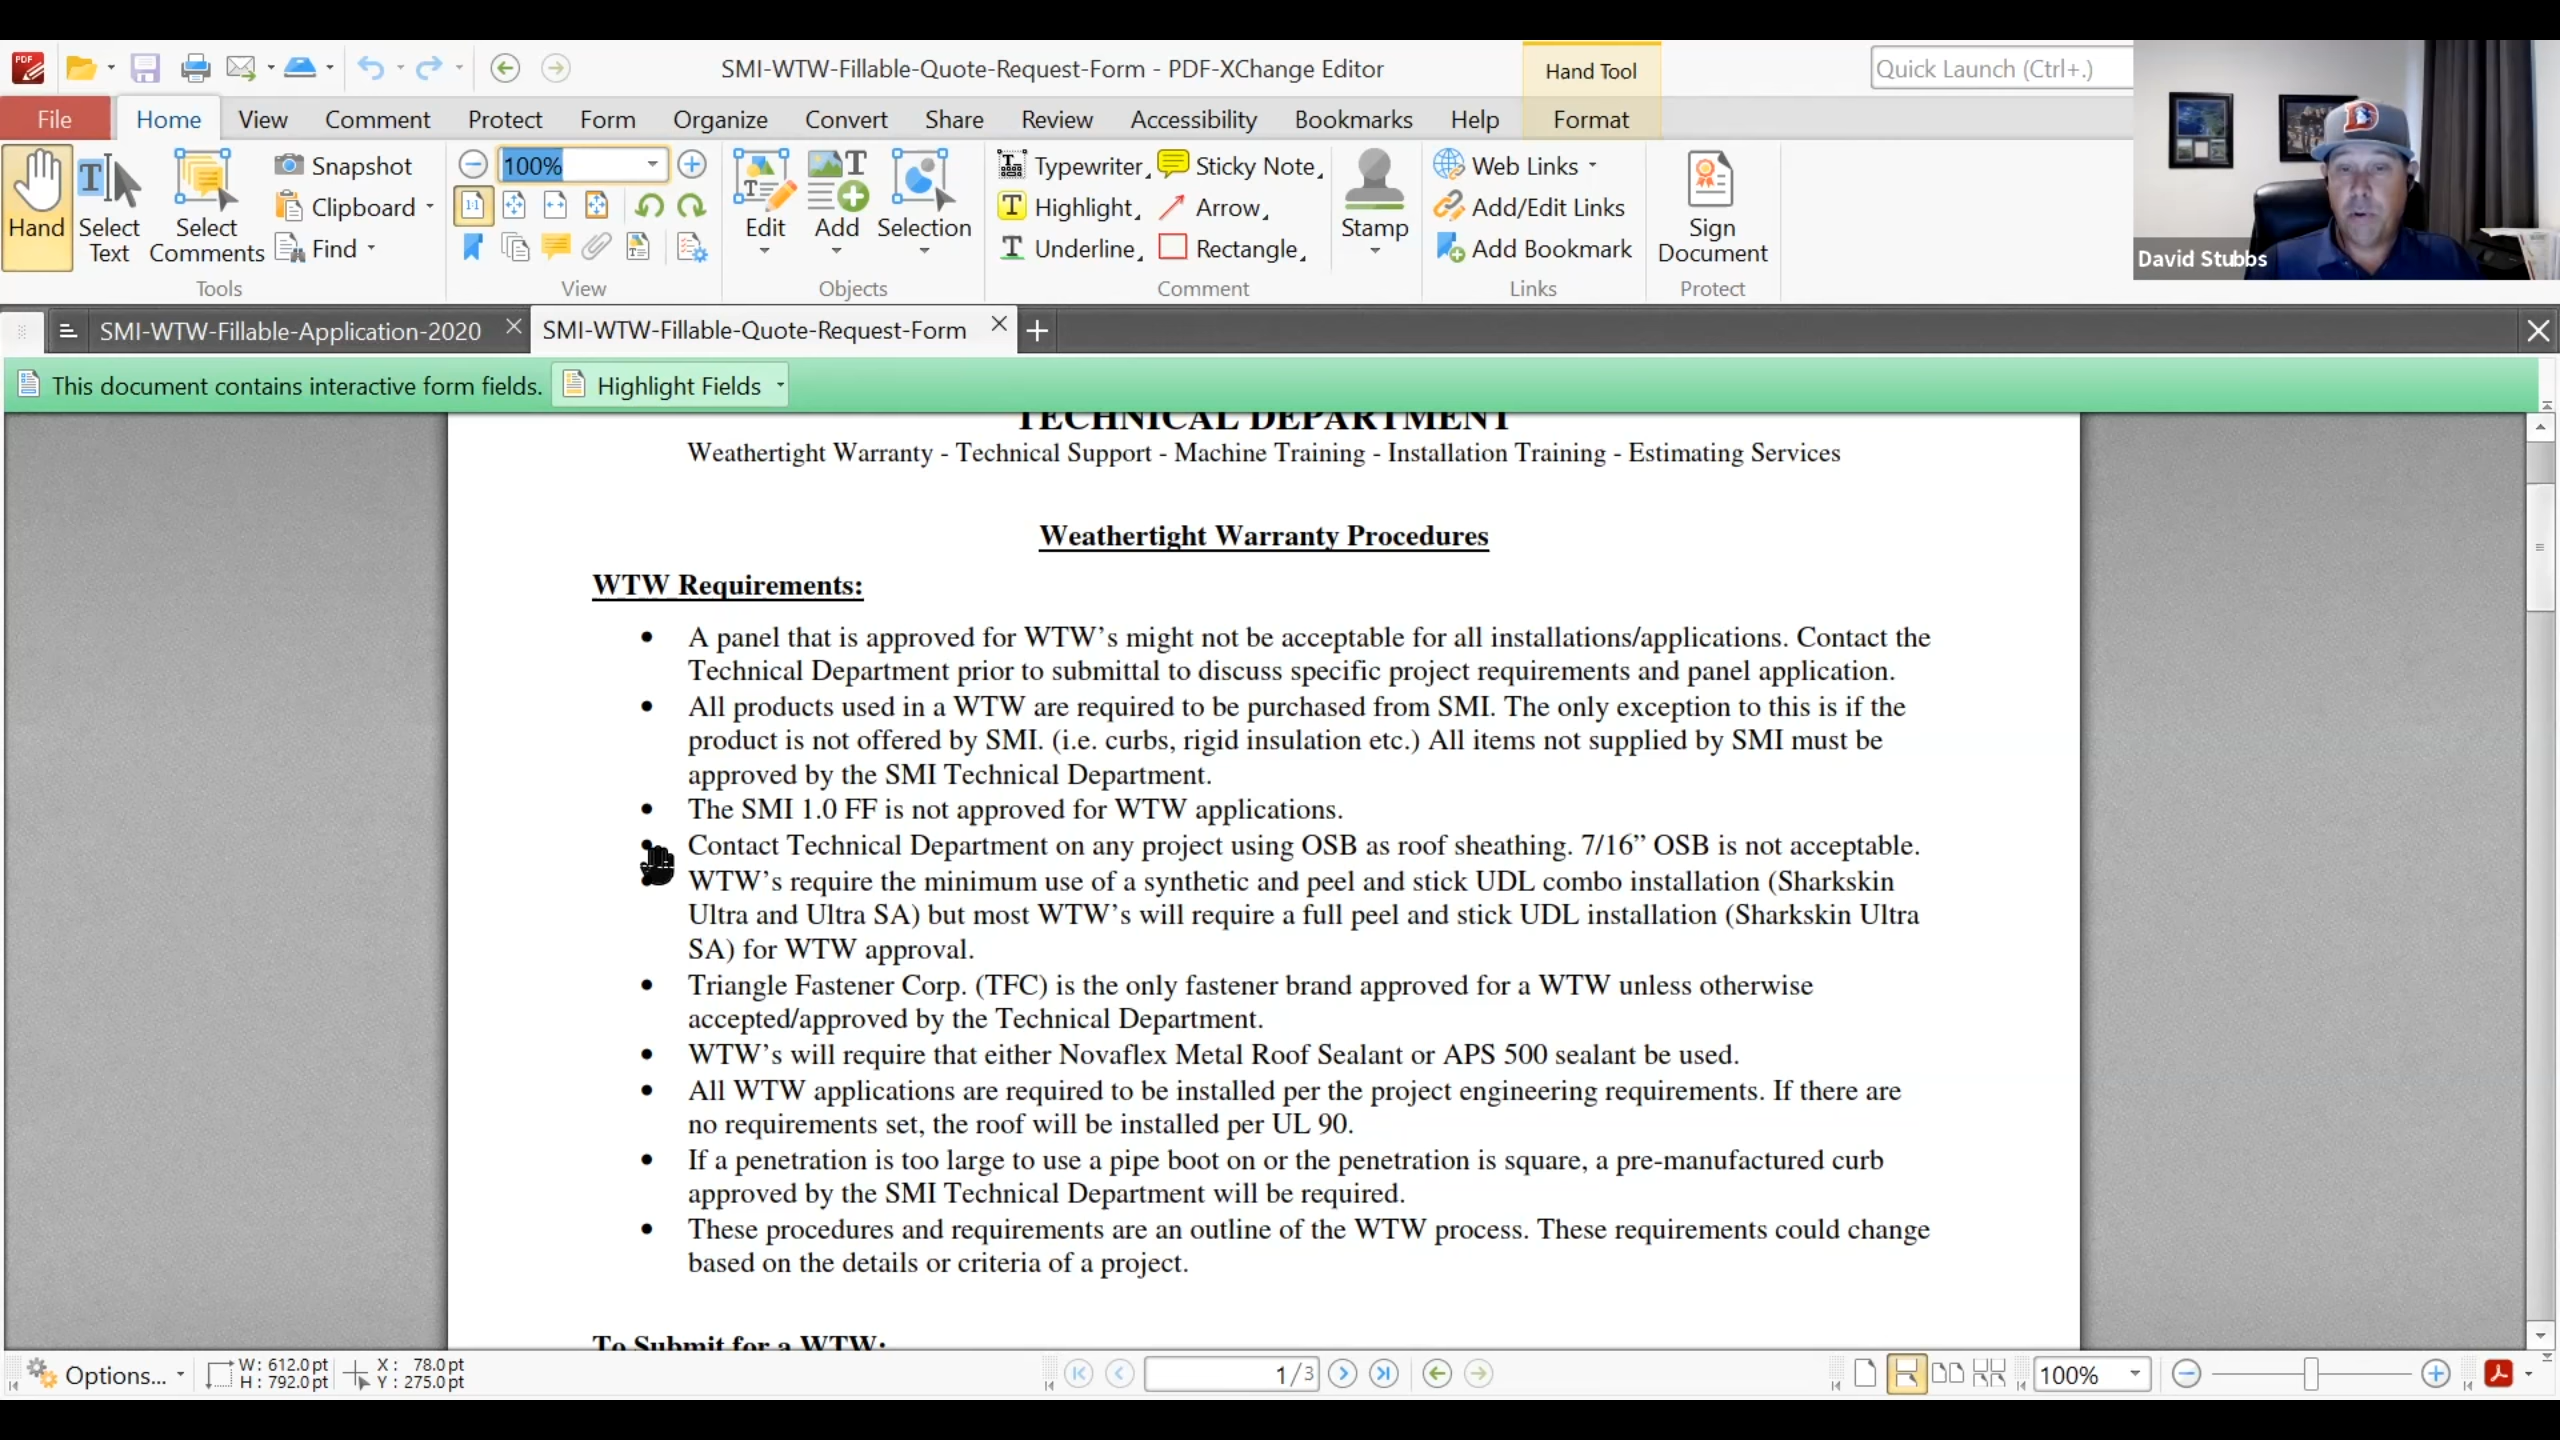 SMI-WTW-Fillable-Quote-Request-Form - PDF-XChange Editor
Hand Tool
Quick Launch (Ctrl+.)
File
Home
View
Comment
Protect
Form
Organize
Convert
Share
Review
Accessibility
Bookmarks
Help
Format
Hand
Select Text
Select Comments
Snapshot
Clipboard
Find
Tools
100%
View
Edit
Add
Selection
Objects
Typewriter
Highlight
Underline
Sticky Note
Arrow
Rectangle
Stamp
Comment
Web Links
Add/Edit Links
Add Bookmark
Links
Sign Document
Protect
David Stubbs
SMI-WTW-Fillable-Application-2020
SMI-WTW-Fillable-Quote-Request-Form
This document contains interactive form fields.
Highlight Fields
TECHNICAL DEPARTMENT
Weathertight Warranty - Technical Support - Machine Training - Installation Training - Estimating Services
Weathertight Warranty Procedures
WTW Requirements:
• A panel that is approved for WTW’s might not be acceptable for all installations/applications. Contact the
Technical Department prior to submittal to discuss specific project requirements and panel application.
• All products used in a WTW are required to be purchased from SMI. The only exception to this is if the
product is not offered by SMI. (i.e. curbs, rigid insulation etc.) All items not supplied by SMI must be
approved by the SMI Technical Department.
• The SMI 1.0 FF is not approved for WTW applications.
• Contact Technical Department on any project using OSB as roof sheathing. 7/16” OSB is not acceptable.
• WTW’s require the minimum use of a synthetic and peel and stick UDL combo installation (Sharkskin
Ultra and Ultra SA) but most WTW’s will require a full peel and stick UDL installation (Sharkskin Ultra
SA) for WTW approval.
• Triangle Fastener Corp. (TFC) is the only fastener brand approved for a WTW unless otherwise
accepted/approved by the Technical Department.
• WTW’s will require that either Novaflex Metal Roof Sealant or APS 500 sealant be used.
• All WTW applications are required to be installed per the project engineering requirements. If there are
no requirements set, the roof will be installed per UL 90.
• If a penetration is too large to use a pipe boot on or the penetration is square, a pre-manufactured curb
approved by the SMI Technical Department will be required.
• These procedures and requirements are an outline of the WTW process. These requirements could change
based on the details or criteria of a project.
To Submit for a WTW:
Options...
W: 612.0 pt
H: 792.0 pt
X: 78.0 pt
Y: 275.0 pt
1 / 3
100%